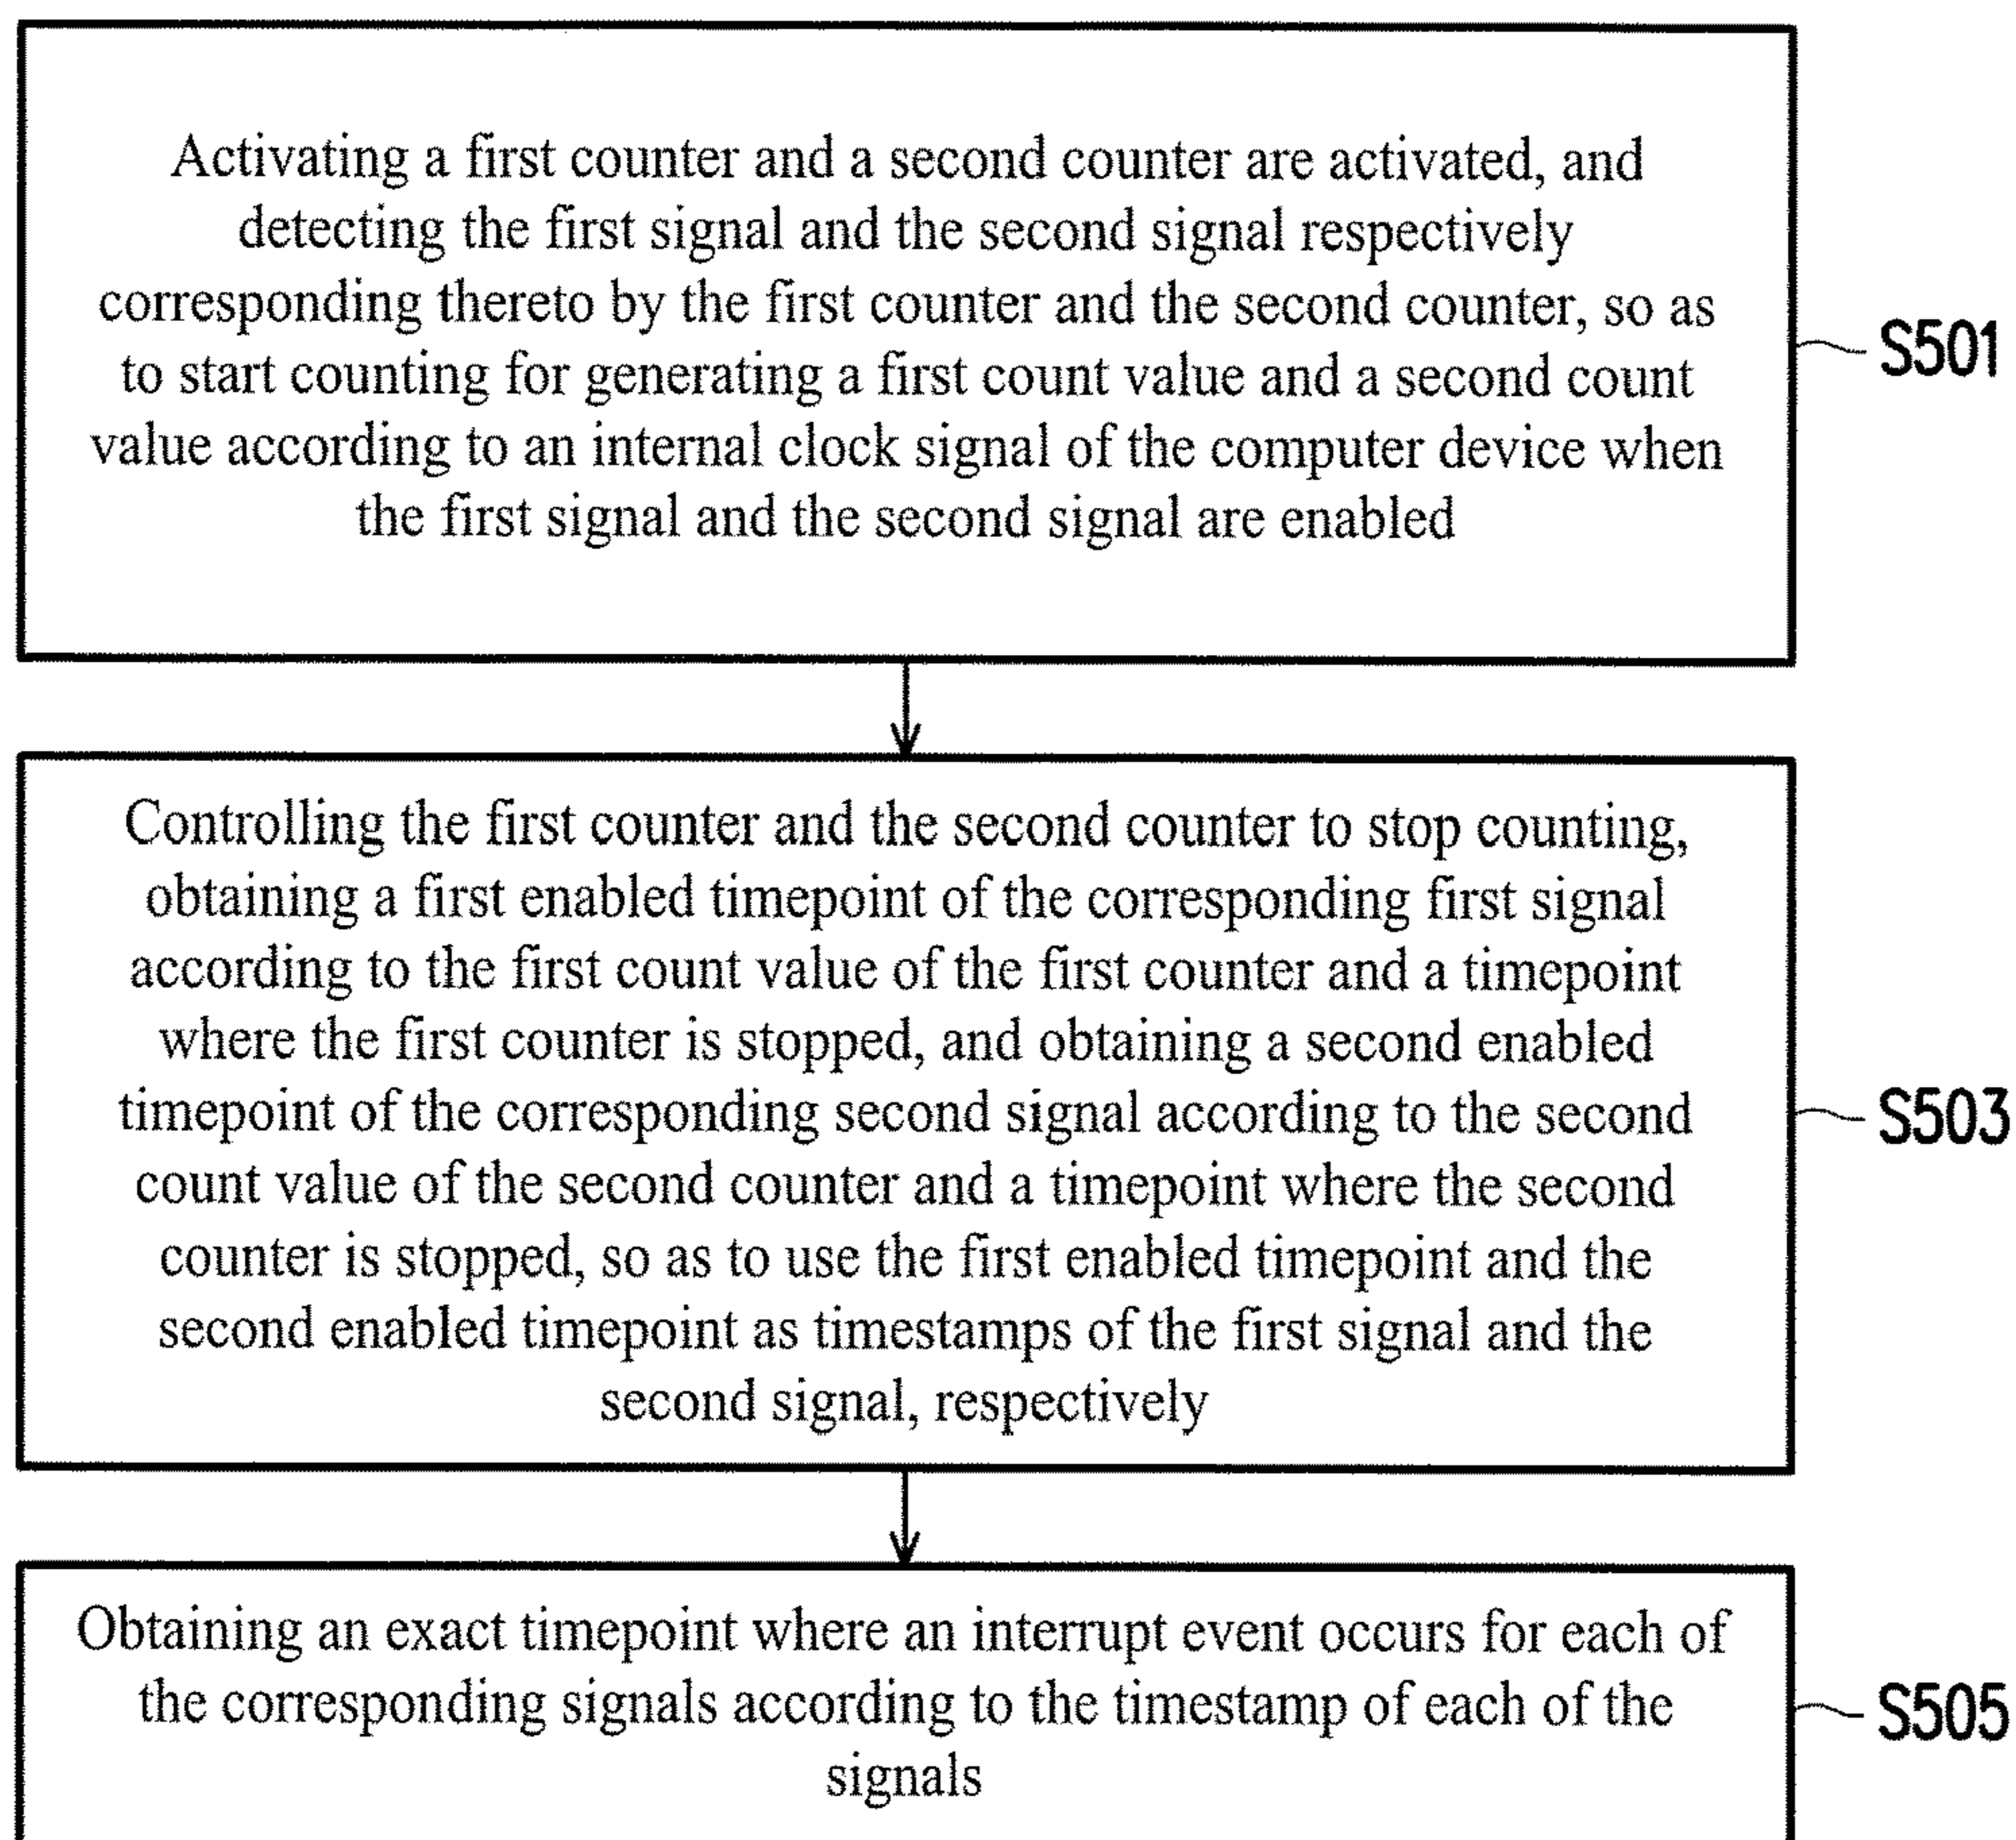 Activating a first counter and a second counter are activated, and
detecting the first signal and the second signal respectively
corresponding thereto by the first counter and the second counter, so as
to start counting for generating a first count value and a second count
value according to an internal clock signal of the computer device when
the first signal and the second signal are enabled
S501
Controlling the first counter and the second counter to stop counting,
obtaining a first enabled timepoint of the corresponding first signal
according to the first count value of the first counter and a timepoint
where the first counter is stopped, and obtaining a second enabled
timepoint of the corresponding second signal according to the second
count value of the second counter and a timepoint where the second
counter is stopped, so as to use the first enabled timepoint and the
second enabled timepoint as timestamps of the first signal and the
second signal, respectively
S503
Obtaining an exact timepoint where an interrupt event occurs for each of
the corresponding signals according to the timestamp of each of the
signals
S505